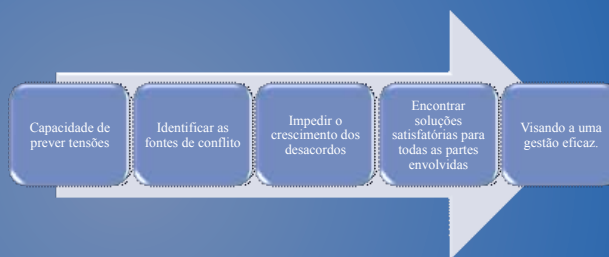 Capacidade de
prever tensões
Identificar as
fontes de conflito
Impedir o
crescimento dos
desacordos
Encontrar
soluções
satisfatórias para
todas as partes
envolvidas
Visando a uma
gestão eficaz.